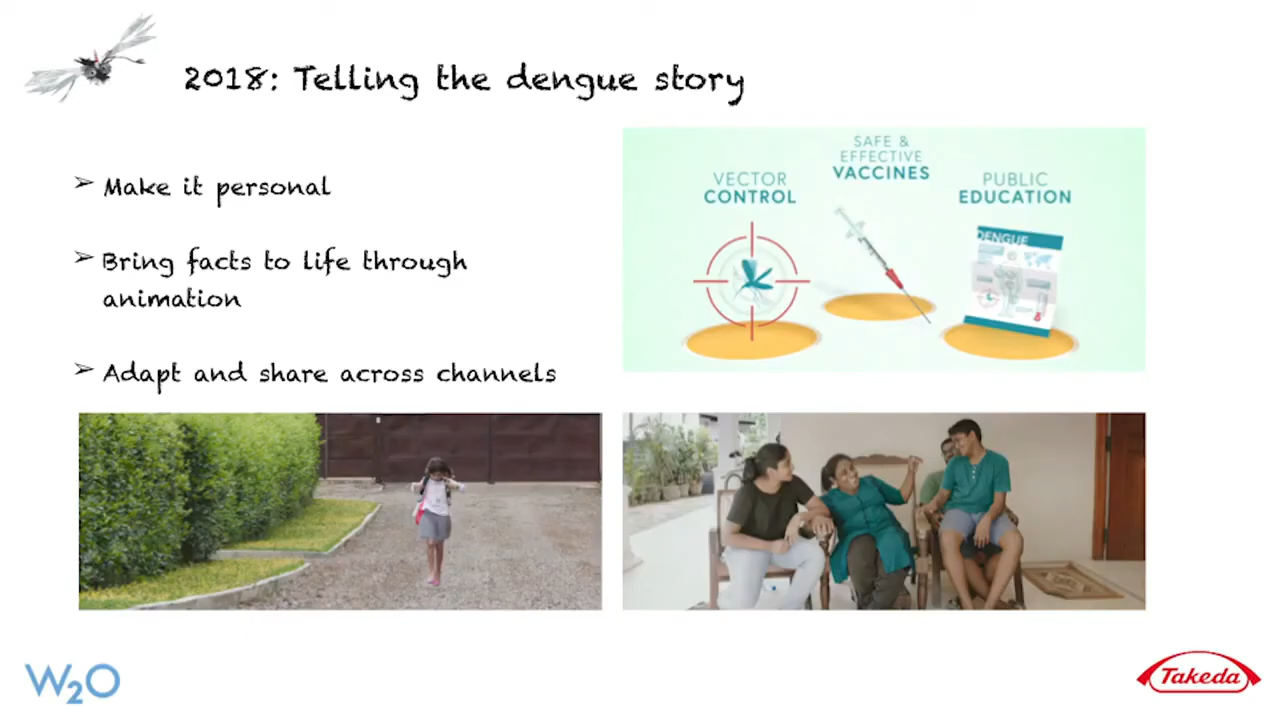 2018: Telling the dengue story
➢ Make it personal
➢ Bring facts to life through
animation
➢ Adapt and share across channels
VECTOR
CONTROL
SAFE &
EFFECTIVE
VACCINES
PUBLIC
EDUCATION
DENGUE
W2O
Takeda